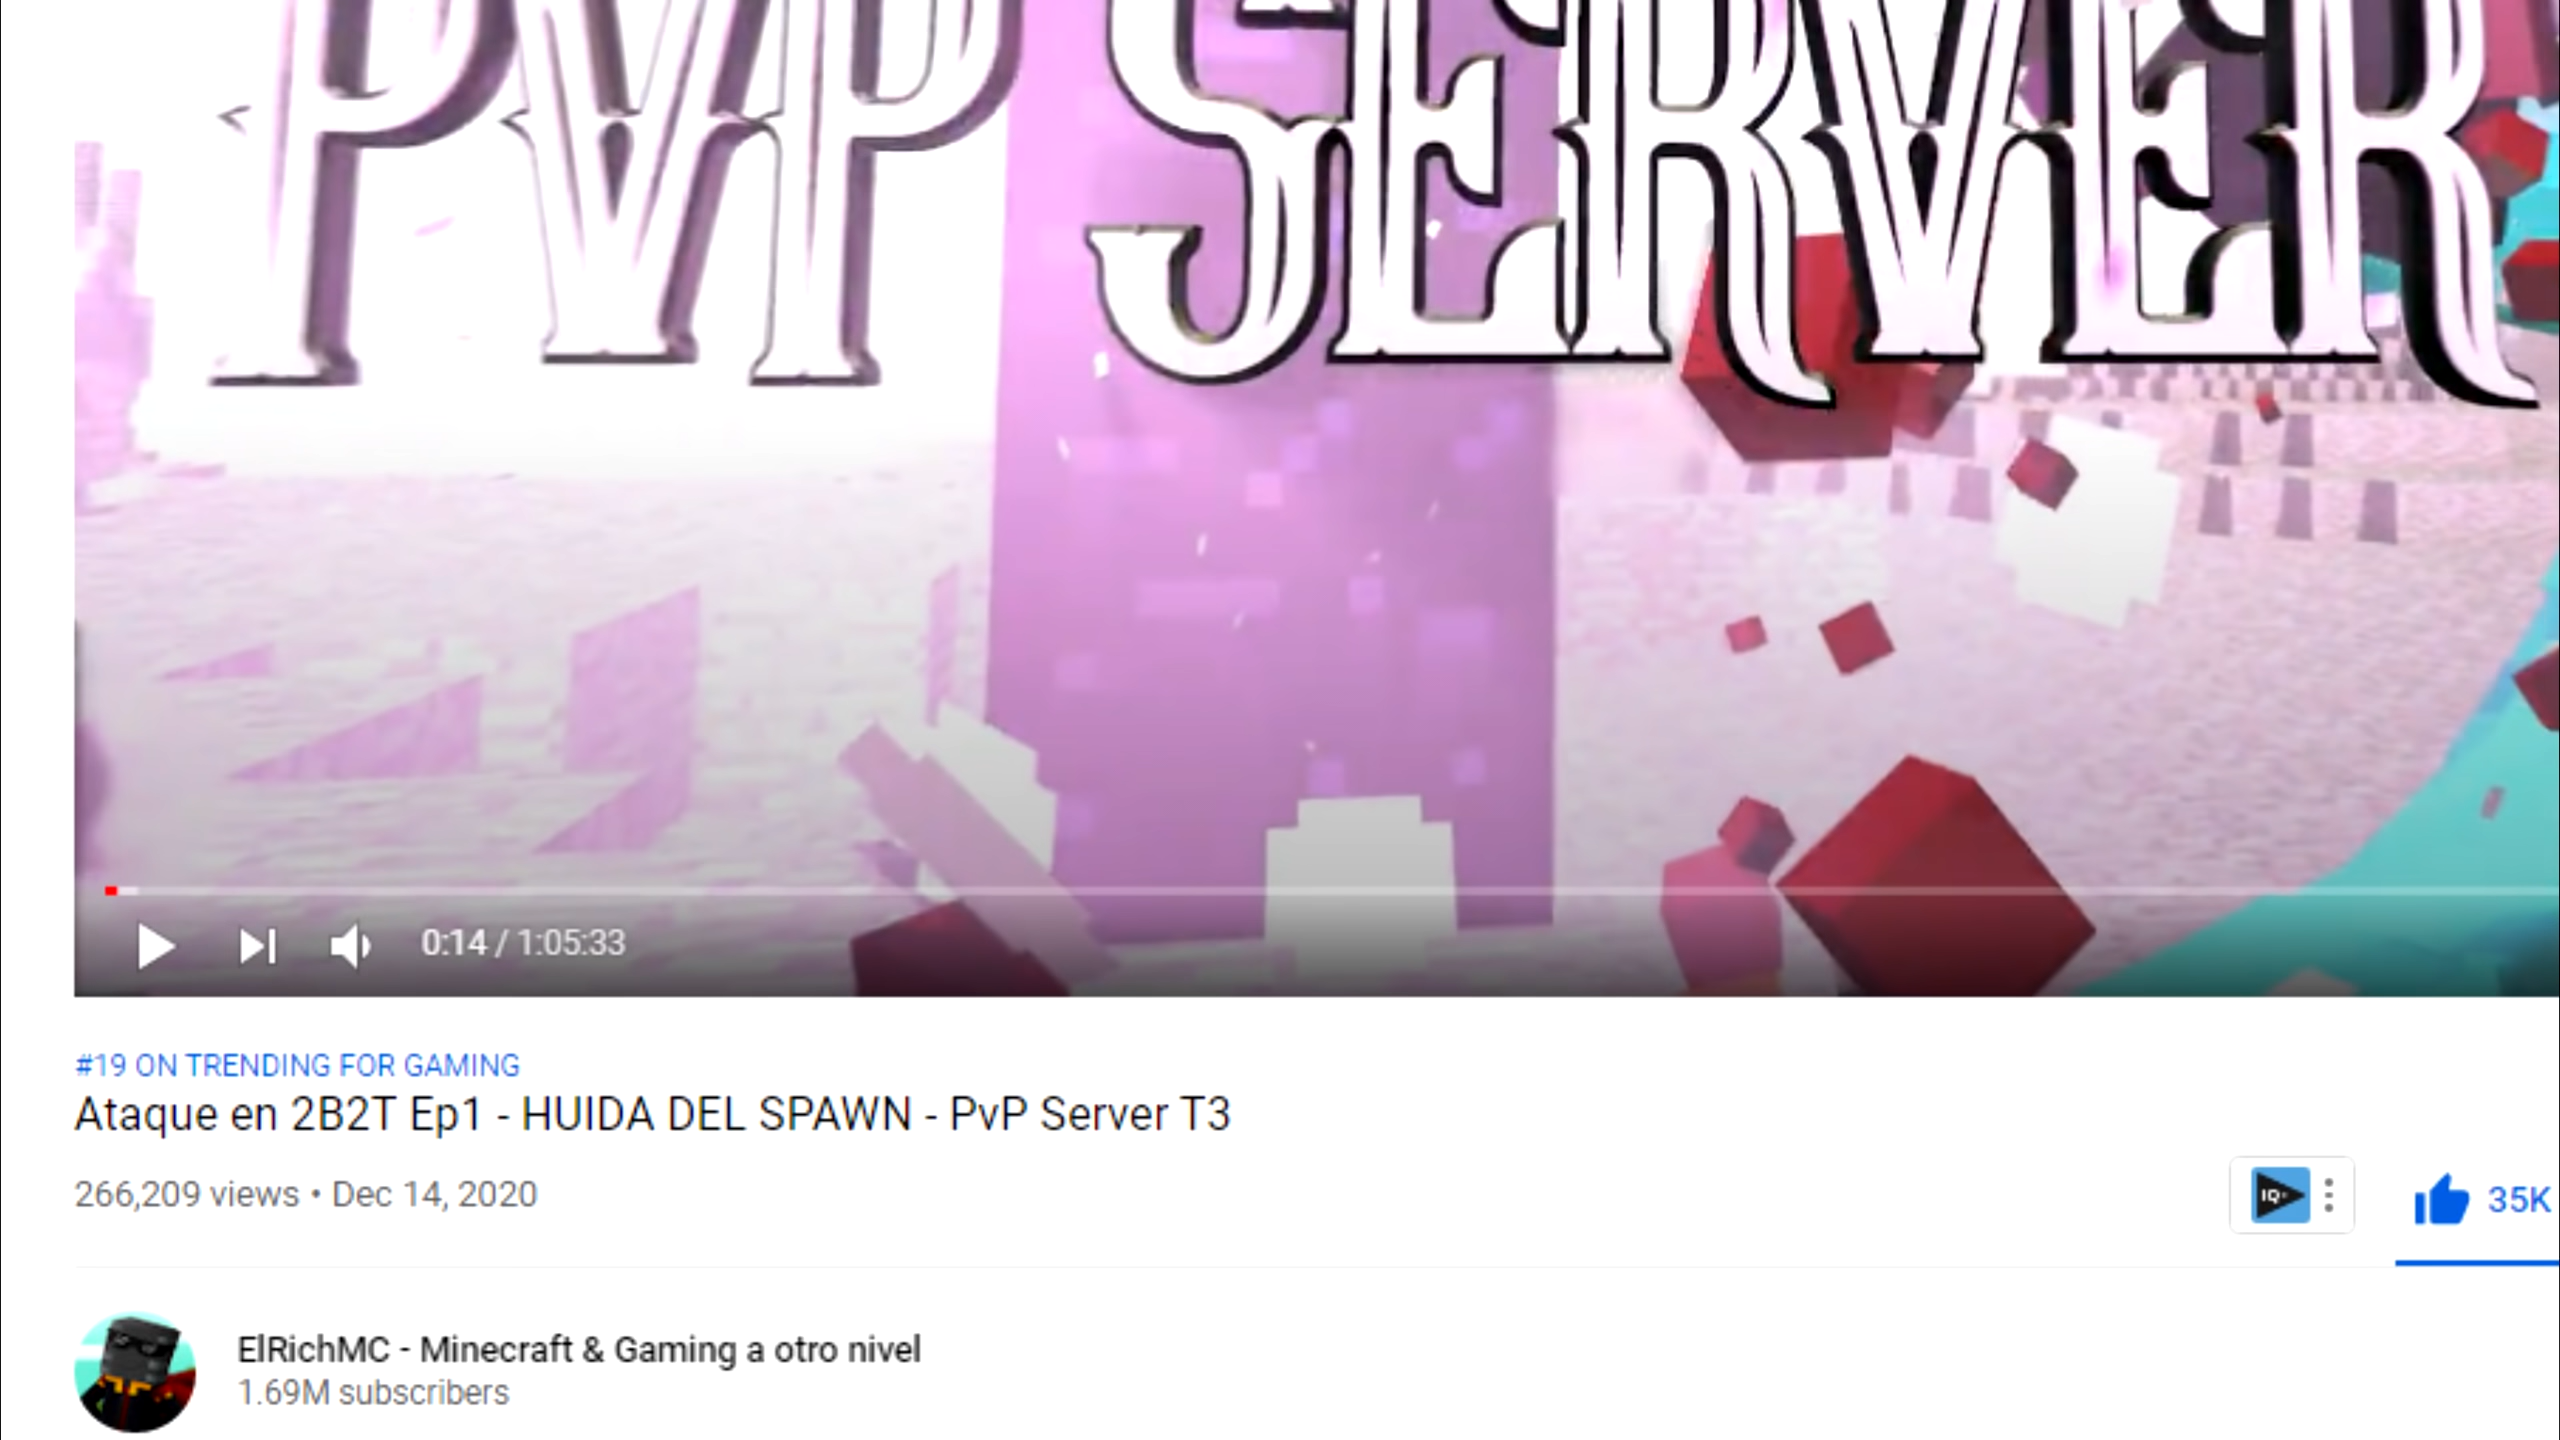 PVP SERVER
0:14 / 1:05:33
#19 ON TRENDING FOR GAMING
Ataque en 2B2T Ep1 - HUIDA DEL SPAWN - PvP Server T3
266,209 views • Dec 14, 2020
IQ
35K
ElRichMC - Minecraft & Gaming a otro nivel
1.69M subscribers